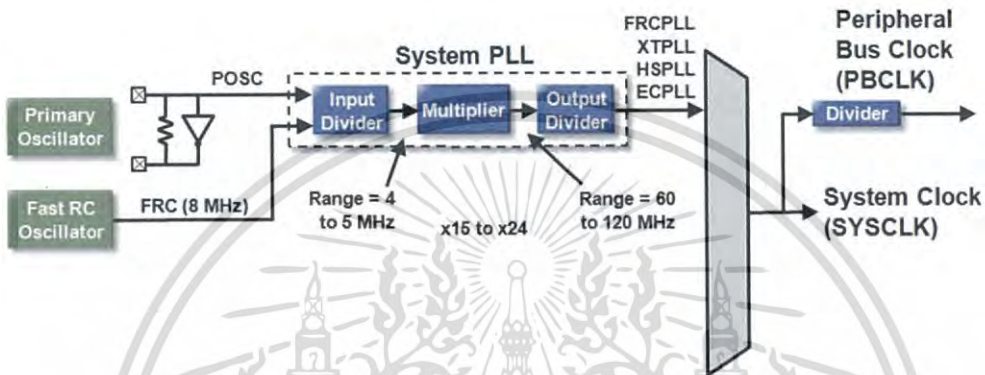 FRCPLL
XTPLL
HSPLL
ECPLL
Peripheral
Bus Clock
(PBCLK)
System PLL
POSC
Primary
Oscillator
Input
Divider
Multiplier
Output
Divider
Divider
Fast RC
Oscillator
FRC (8 MHz)
Range = 4
to 5 MHz
x15 to x24
Range = 60
to 120 MHz
System Clock
(SYSCLK)